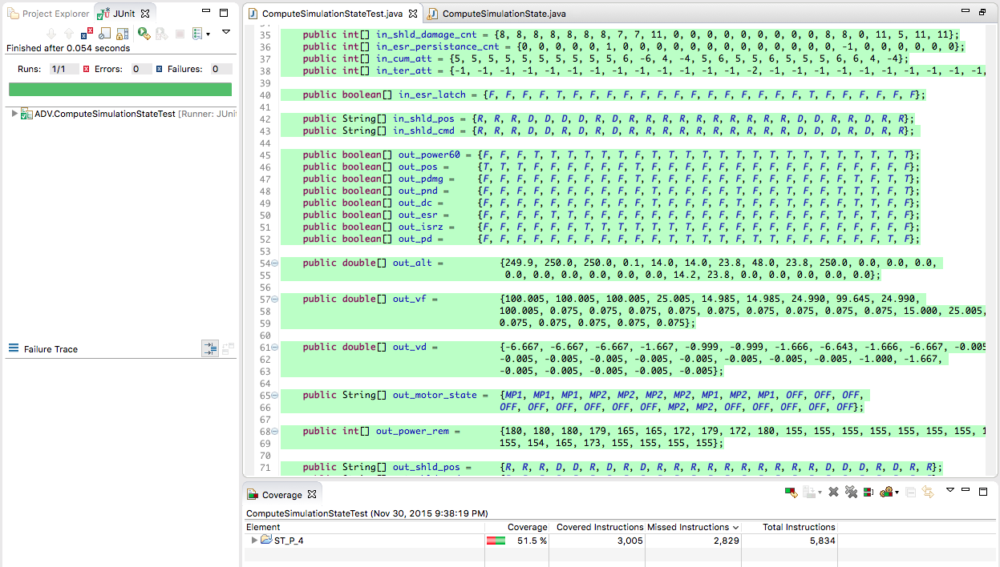 Project Explorer JUnit
Finished after 0.054 seconds
Runs: 1/1 Errors: 0 Failures: 0
ADV.ComputeSimulationStateTest [Runner: JUnit
Failure Trace
ComputeSimulationStateTest.java ComputeSimulationState.java
35 public int[] in_shld_damage_cnt = {8, 8, 8, 8, 8, 8, 8, 7, 7, 11, 0, 0, 0, 0, 0, 0, 0, 0, 0, 8, 8, 0, 11, 5, 11, 11};
36 public int[] in_esr_persistance_cnt = {0, 0, 0, 0, 0, 1, 0, 0, 0, 0, 0, 0, 0, 0, 0, 0, 0, 0, 0, -1, 0, 0, 0, 0, 0, 0};
37 public int[] in_cum_att = {5, 5, 5, 5, 5, 5, 5, 5, 5, 5, 6, -6, 4, -4, 5, 6, 5, 5, 6, 5, 5, 5, 6, 6, 4, -4};
38 public int[] in_ter_att = {-1, -1, -1, -1, -1, -1, -1, -1, -1, -1, -1, -1, -2, -1, -1, -1, -1, -1, -1, -1, -1, -1,
39
40 public boolean[] in_esr_latch = {F, F, F, F, T, F, F, F, F, F, F, F, F, F, F, F, F, F, F, T, F, F, F, F, F, F};
41
42 public String[] in_shld_pos = {R, R, R, D, D, D, D, R, D, R, R, R, R, R, R, R, R, R, R, D, D, R, R, D, R, R};
43 public String[] in_shld_cmd = {R, R, R, D, D, R, D, R, D, R, R, R, R, R, R, R, R, R, R, D, D, D, R, D, R, R};
44
45 public boolean[] out_power60 = {F, F, F, T, T, T, T, T, T, F, T, T, T, T, T, T, T, T, T, T, T, T, T, T, T, T};
46 public boolean[] out_pos = {T, T, T, F, F, F, F, F, F, T, F, F, F, F, F, F, F, F, F, F, F, F, F, F, F, F};
47 public boolean[] out_pdmg = {F, F, F, F, F, F, F, F, F, F, T, F, F, F, F, F, F, F, F, F, F, T, T, F, T, T};
48 public boolean[] out_pnd = {F, F, F, F, F, F, F, F, F, F, F, F, F, F, F, T, F, F, T, F, F, T, T, T, F, T};
49 public boolean[] out_dc = {F, F, F, F, F, F, F, F, F, F, T, F, F, F, T, F, F, F, F, F, F, F, T, T, F, F};
50 public boolean[] out_esr = {F, F, F, T, T, F, F, F, F, F, F, F, F, F, F, F, F, F, F, F, F, T, F, T, F, F};
51 public boolean[] out_isrz = {F, F, F, F, F, F, T, T, T, T, T, T, T, F, F, F, F, F, F, F, F, F, F, F, F, F};
52 public boolean[] out_pd = {F, F, F, F, F, F, F, F, F, F, F, T, T, T, T, F, T, T, F, F, F, F, F, F, T, F};
53
54 public double[] out_alt = {249.9, 250.0, 250.0, 0.1, 14.0, 14.0, 23.8, 48.0, 23.8, 250.0, 0.0, 0.0, 0.0,
55 0.0, 0.0, 0.0, 0.0, 0.0, 0.0, 14.2, 23.8, 0.0, 0.0, 0.0, 0.0, 0.0};
56
57 public double[] out_vf = {100.005, 100.005, 100.005, 25.005, 14.985, 14.985, 24.990, 99.645, 24.990,
58 100.005, 0.075, 0.075, 0.075, 0.075, 0.075, 0.075, 0.075, 0.075, 0.075, 15.000, 25.005,
59 0.075, 0.075, 0.075, 0.075, 0.075};
60
61 public double[] out_vd = {-6.667, -6.667, -6.667, -1.667, -0.999, -0.999, -1.666, -6.643, -1.666, -6.667, -0.005
62 -0.005, -0.005, -0.005, -0.005, -0.005, -0.005, -0.005, -0.005, -1.000, -1.667,
63 -0.005, -0.005, -0.005, -0.005, -0.005};
64
65 public String[] out_motor_state = {MP1, MP1, MP1, MP2, MP2, MP2, MP2, MP1, MP2, MP1, OFF, OFF, OFF,
66 OFF, OFF, OFF, OFF, OFF, OFF, MP2, MP2, OFF, OFF, OFF, OFF, OFF};
67
68 public int[] out_power_rem = {180, 180, 180, 179, 165, 165, 172, 179, 172, 180, 155, 155, 155, 155, 155, 155, 155, 1
69 155, 154, 165, 173, 155, 155, 155, 155, 155};
70
71 public String[] out_shld_pos = {R, R, R, D, D, R, D, R, D, R, R, R, R, R, R, R, R, R, R, D, D, D, R, D, R, R};
Coverage
ComputeSimulationStateTest (Nov 30, 2015 9:38:19 PM)
Element Coverage Covered Instructions Missed Instructions Total Instructions
ST_P_4 51.5 % 3,005 2,829 5,834